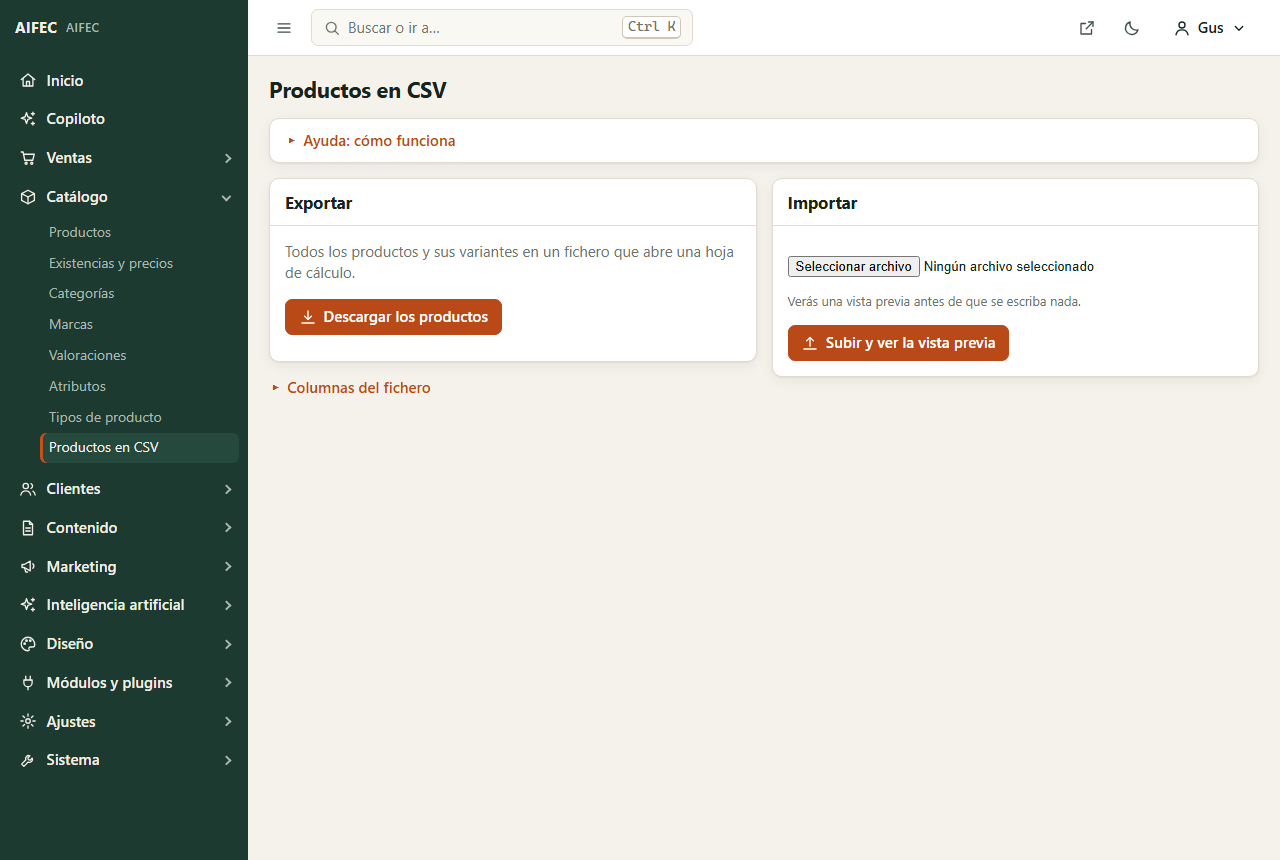 AIFEC AIFEC
Buscar o ir a...
Ctrl K
Gus
Inicio
Copiloto
Ventas
Catálogo
Productos
Existencias y precios
Categorías
Marcas
Valoraciones
Atributos
Tipos de producto
Productos en CSV
Clientes
Contenido
Marketing
Inteligencia artificial
Diseño
Módulos y plugins
Ajustes
Sistema
Productos en CSV
Ayuda: cómo funciona
Exportar
Todos los productos y sus variantes en un fichero que abre una hoja
de cálculo.
Descargar los productos
Importar
Seleccionar archivo Ningún archivo seleccionado
Verás una vista previa antes de que se escriba nada.
Subir y ver la vista previa
Columnas del fichero